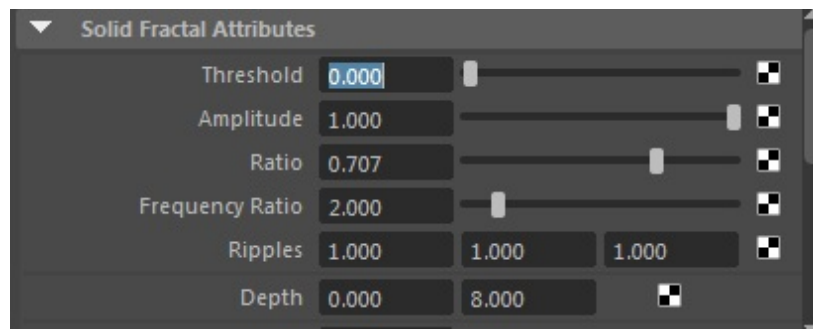 Solid Fractal Attributes
Threshold 0.000
Amplitude 1.000
Ratio 0.707
Frequency Ratio 2.000
Ripples 1.000 1.000 1.000
Depth 0.000 8.000